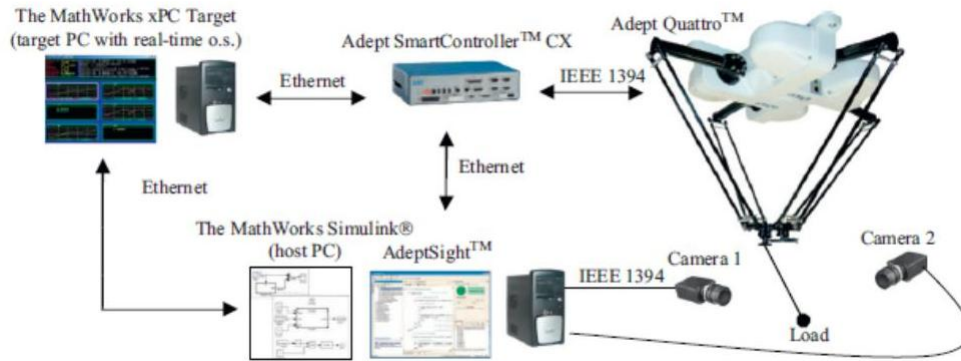 The MathWorks xPC Target
(target PC with real-time o.s.)
Adept SmartController™ CX
Adept Quattro™
Ethernet
IEEE 1394
Ethernet
Ethernet
The MathWorks Simulink®
(host PC)
AdeptSight™
IEEE 1394
Camera 1
Camera 2
Load